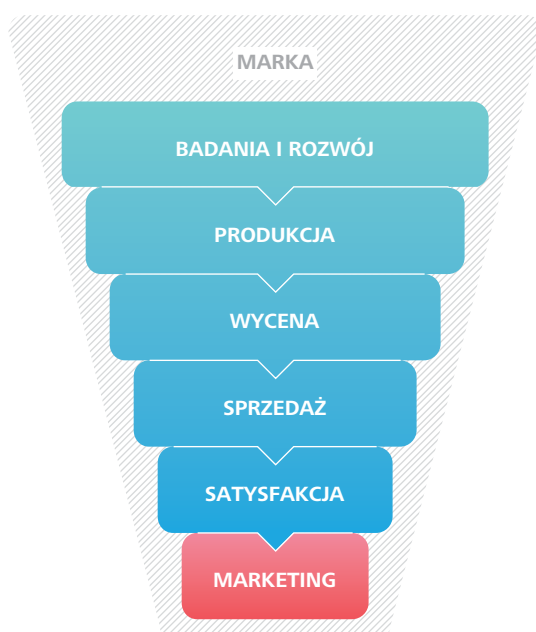 MARKA
BADANIA I ROZWÓJ
PRODUKCJA
WYCENA
SPRZEDAŻ
SATYSFAKCJA
MARKETING